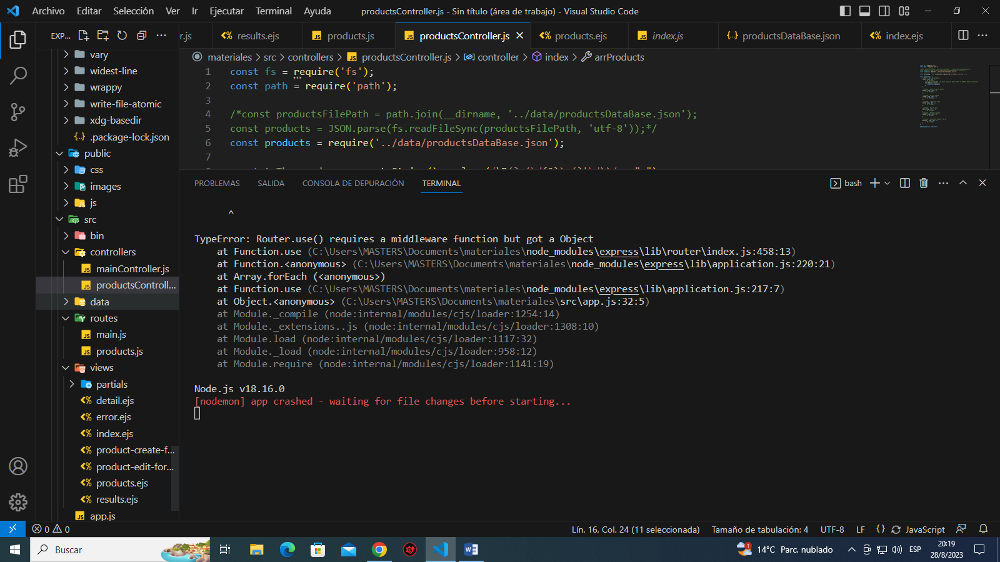 Archivo Editar Selección Ver Ir Ejecutar Terminal Ayuda
productsController.js - Sin título (área de trabajo) - Visual Studio Code
EXP...
r.js results.ejs products.js productsController.js products.ejs index.js productsDataBase.json index.ejs
materiales > src > controllers > productsController.js > controller > index > arrProducts
vary
widest-line
wrappy
write-file-atomic
xdg-basedir
.package-lock.json
public
css
images
js
src
bin
controllers
mainController.js
productsControll...
data
routes
main.js
products.js
views
partials
detail.ejs
error.ejs
index.ejs
product-create-f...
product-edit-for...
products.ejs
results.ejs
app.js
1 const fs = require('fs');
2 const path = require('path');
3
4 /*const productsFilePath = path.join(__dirname, '../data/productsDataBase.json');
5 const products = JSON.parse(fs.readFileSync(productsFilePath, 'utf-8'));*/
6 const products = require('../data/productsDataBase.json');
7
PROBLEMAS SALIDA CONSOLA DE DEPURACIÓN TERMINAL
bash
^
TypeError: Router.use() requires a middleware function but got a Object
at Function.use (C:\Users\MASTERS\Documents\materiales\node_modules\express\lib\router\index.js:458:13)
at Function.<anonymous> (C:\Users\MASTERS\Documents\materiales\node_modules\express\lib\application.js:220:21)
at Array.forEach (<anonymous>)
at Function.use (C:\Users\MASTERS\Documents\materiales\node_modules\express\lib\application.js:217:7)
at Object.<anonymous> (C:\Users\MASTERS\Documents\materiales\src\app.js:32:5)
at Module._compile (node:internal/modules/cjs/loader:1254:14)
at Module._extensions..js (node:internal/modules/cjs/loader:1308:10)
at Module.load (node:internal/modules/cjs/loader:1117:32)
at Module._load (node:internal/modules/cjs/loader:958:12)
at Module.require (node:internal/modules/cjs/loader:1141:19)
Node.js v18.16.0
[nodemon] app crashed - waiting for file changes before starting...
0 0
Lín. 16, Col. 24 (11 seleccionada) Tamaño de tabulación: 4 UTF-8 LF {} JavaScript
Buscar
1
14°C Parc. nublado
ESP
20:19
28/8/2023